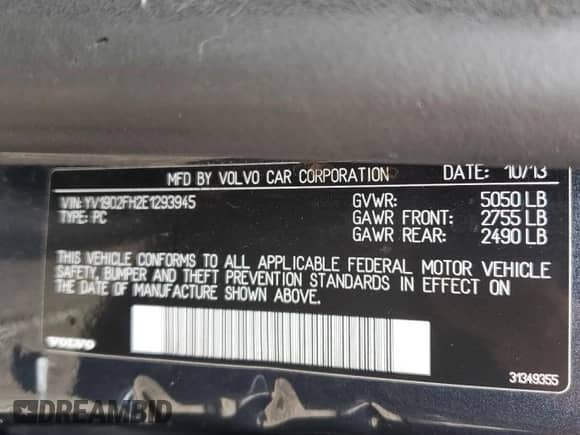 MFD BY VOLVO CAR CORPORATION DATE: 10/13
VIN: YV1902FH2E1293945 GVWR: 5050 LB
TYPE: PC GAWR FRONT: 2755 LB
GAWR REAR: 2490 LB
THIS VEHICLE CONFORMS TO ALL APPLICABLE FEDERAL MOTOR VEHICLE
SAFETY, BUMPER AND THEFT PREVENTION STANDARDS IN EFFECT ON
THE DATE OF MANUFACTURE SHOWN ABOVE.
VOLVO
31349355
DREAMBID